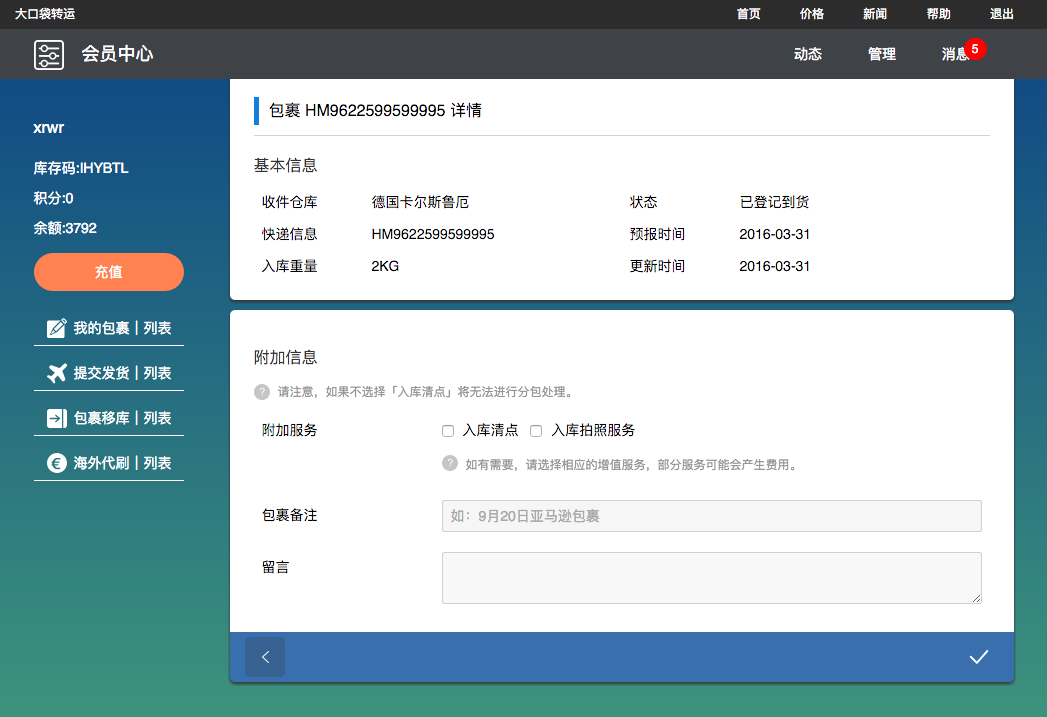 大口袋转运 首页 价格 新闻 帮助 退出
会员中心 动态 管理 消息 5
xrwr
库存码:IHYBTL
积分:0
余额:3792
充值
我的包裹 | 列表
提交发货 | 列表
包裹移库 | 列表
海外代刷 | 列表
包裹 HM9622599599995 详情
基本信息
收件仓库 德国卡尔斯鲁厄 状态 已登记到货
快递信息 HM9622599599995 预报时间 2016-03-31
入库重量 2KG 更新时间 2016-03-31
附加信息
? 请注意，如果不选择「入库清点」将无法进行分包处理。
附加服务 入库清点 入库拍照服务
? 如有需要，请选择相应的增值服务，部分服务可能会产生费用。
包裹备注 如：9月20日亚马逊包裹
留言